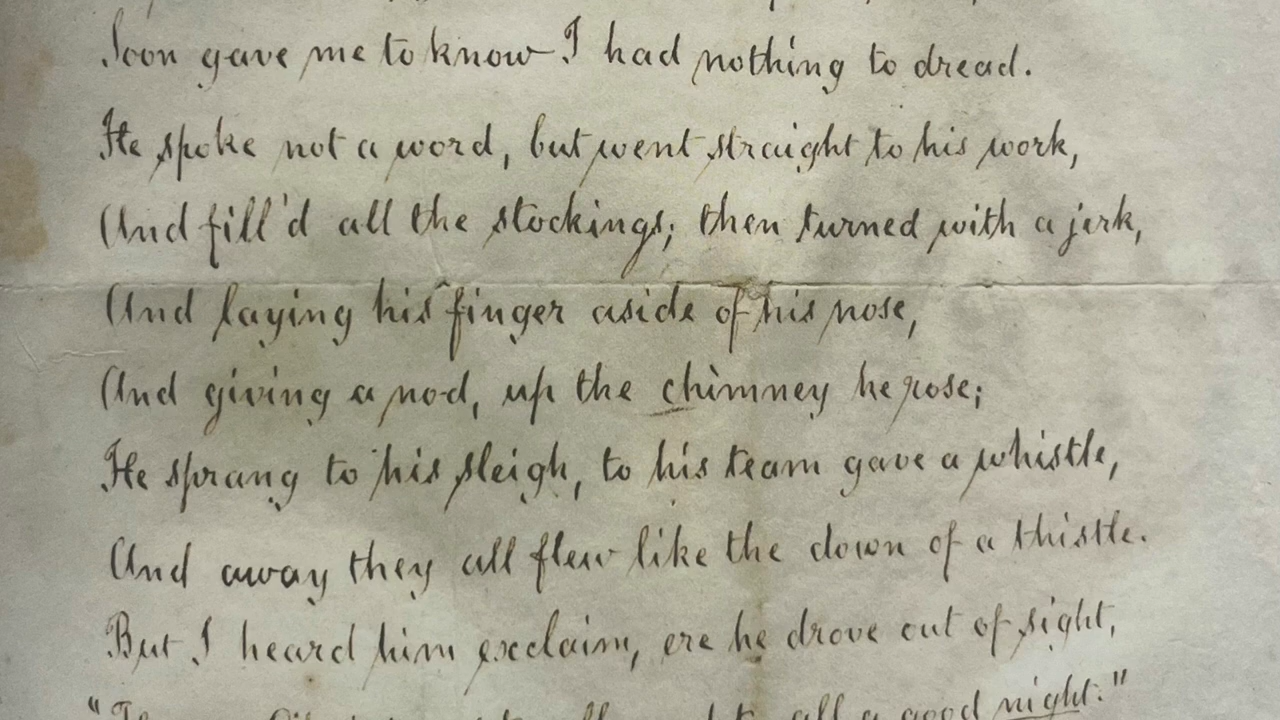 Soon gave me to know I had nothing to dread.
He spoke not a word, but went straight to his work,
And fill'd all the stockings; then turned with a jerk,
And laying his finger aside of his nose,
And giving a nod, up the chimney he rose;
He sprang to his sleigh, to his team gave a whistle,
And away they all flew like the down of a thistle.
But I heard him exclaim, ere he drove out of sight,
all a good night."